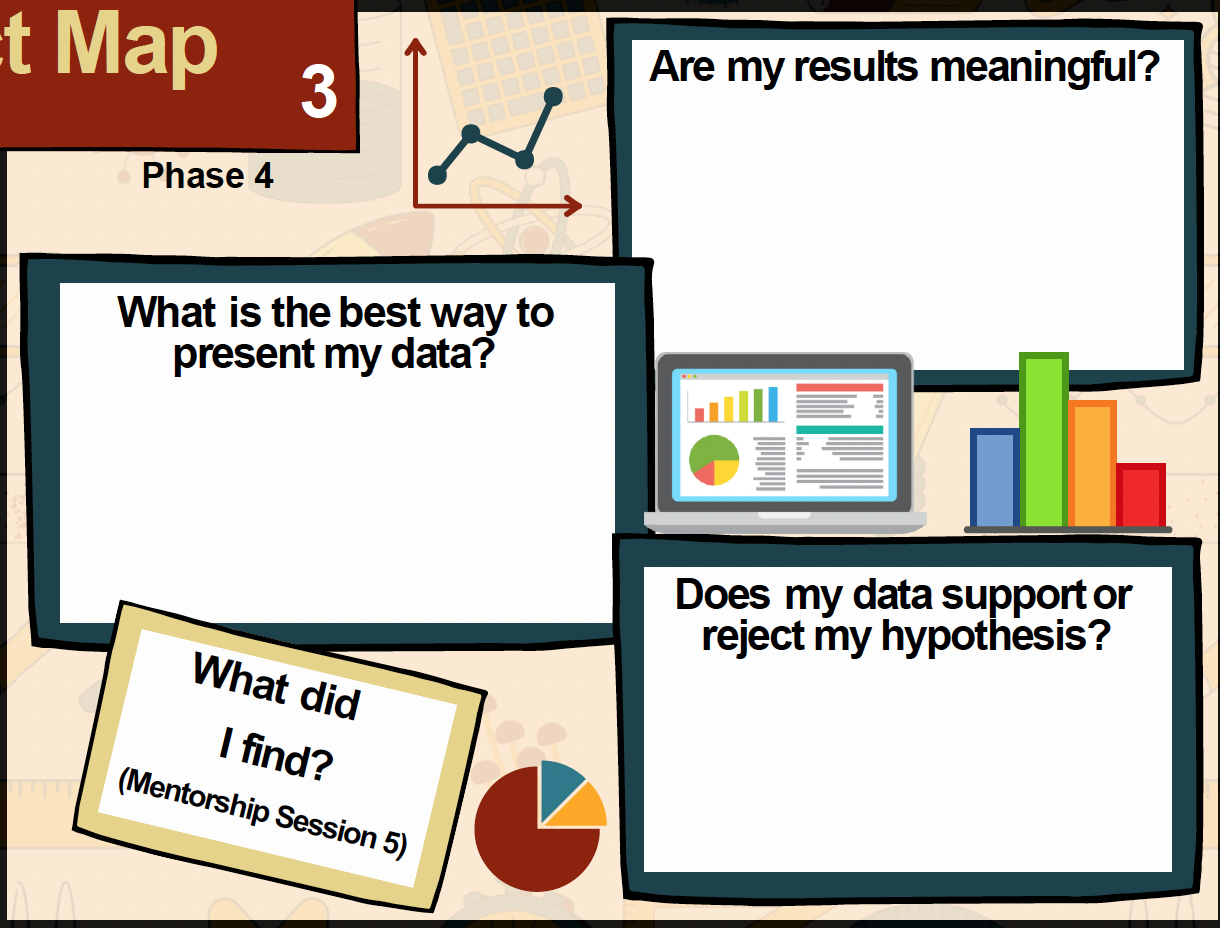 Map
3
Phase 4
Are my results meaningful?
What is the best way to
present my data?
Does my data support or
reject my hypothesis?
What did
I find?
(Mentorship Session 5)